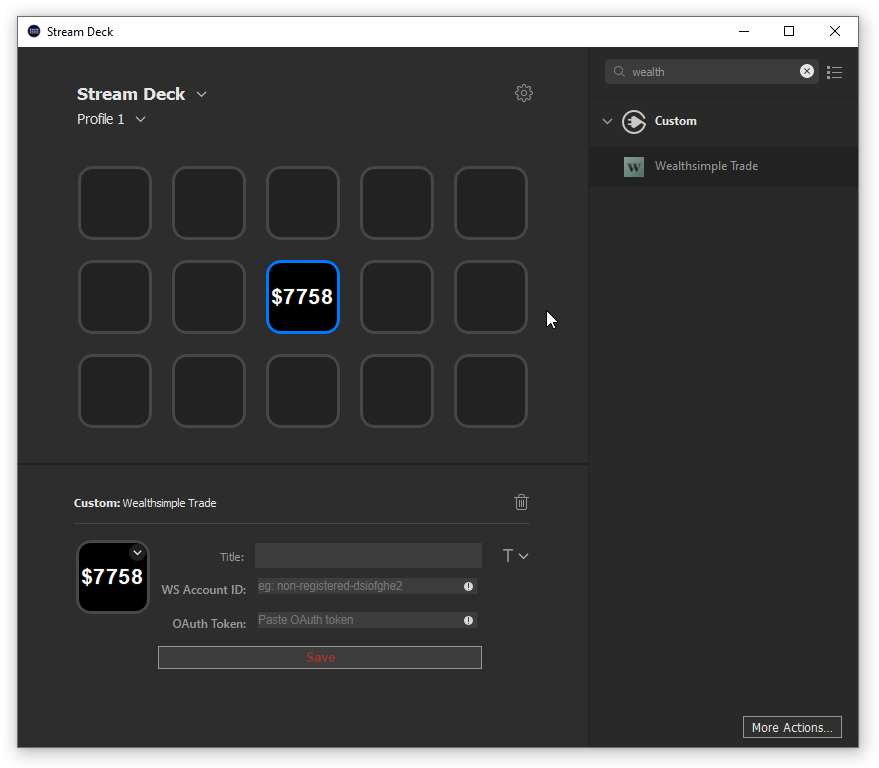 Stream Deck
wealth
Stream Deck
Profile 1
Custom
W Wealthsimple Trade
$7758
Custom: Wealthsimple Trade
Title:
T
$7758
WS Account ID: eg: non-registered-dsiofghe2
OAuth Token: Paste OAuth token
Save
More Actions...